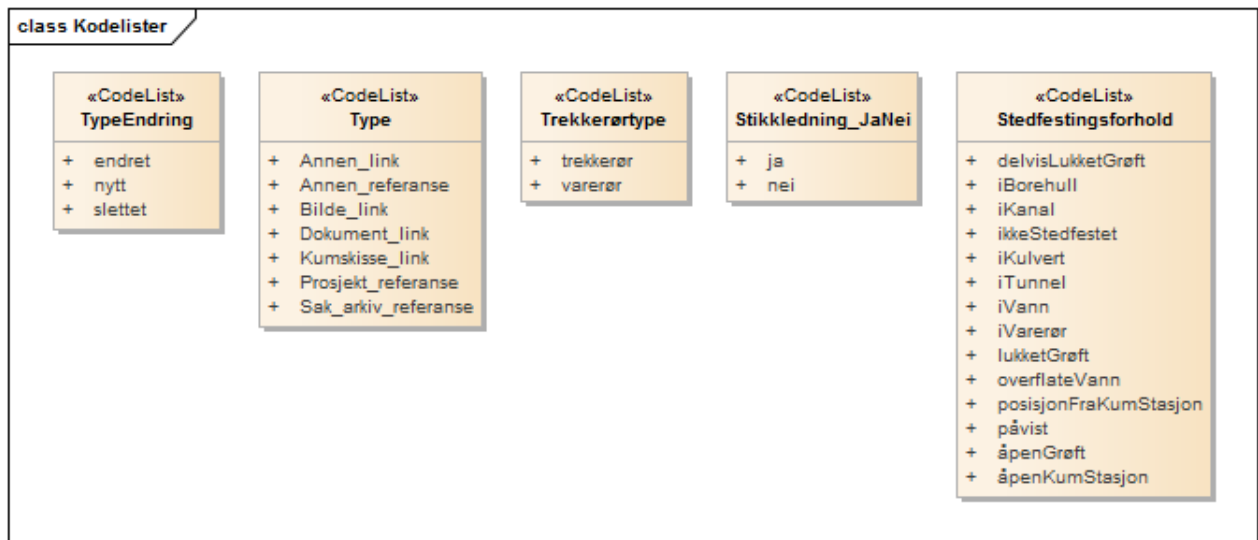 class Kodelister
«CodeList»
TypeEndring
+ endret
+ nytt
+ slettet
«CodeList»
Type
+ Annen_link
+ Annen_referanse
+ Bilde_link
+ Dokument_link
+ Kumskisse_link
+ Prosjekt_referanse
+ Sak_arkiv_referanse
«CodeList»
Trekkerørtype
+ trekkerør
+ varerør
«CodeList»
Stikkledning_JaNei
+ ja
+ nei
«CodeList»
Stedfestingsforhold
+ delvisLukketGrøft
+ iBorehull
+ iKanal
+ ikkeStedfestet
+ iKulvert
+ iTunnel
+ iVann
+ iVarerør
+ lukketGrøft
+ overflateVann
+ posisjonFraKumStasjon
+ påvist
+ åpenGrøft
+ åpenKumStasjon